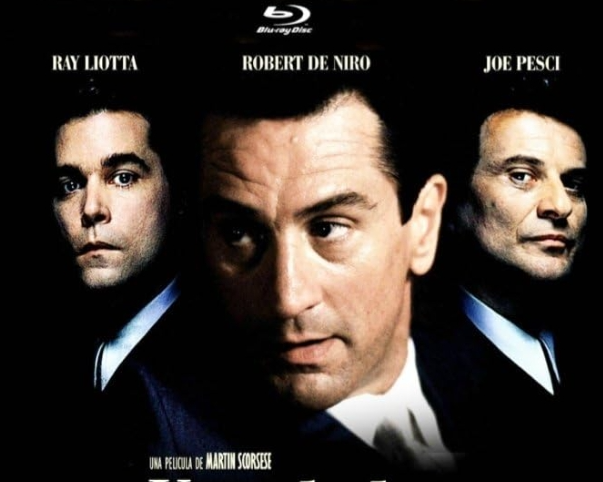 Blu-ray Disc
RAY LIOTTA ROBERT DE NIRO JOE PESCI
UNA PELICULA DE MARTIN SCORSESE